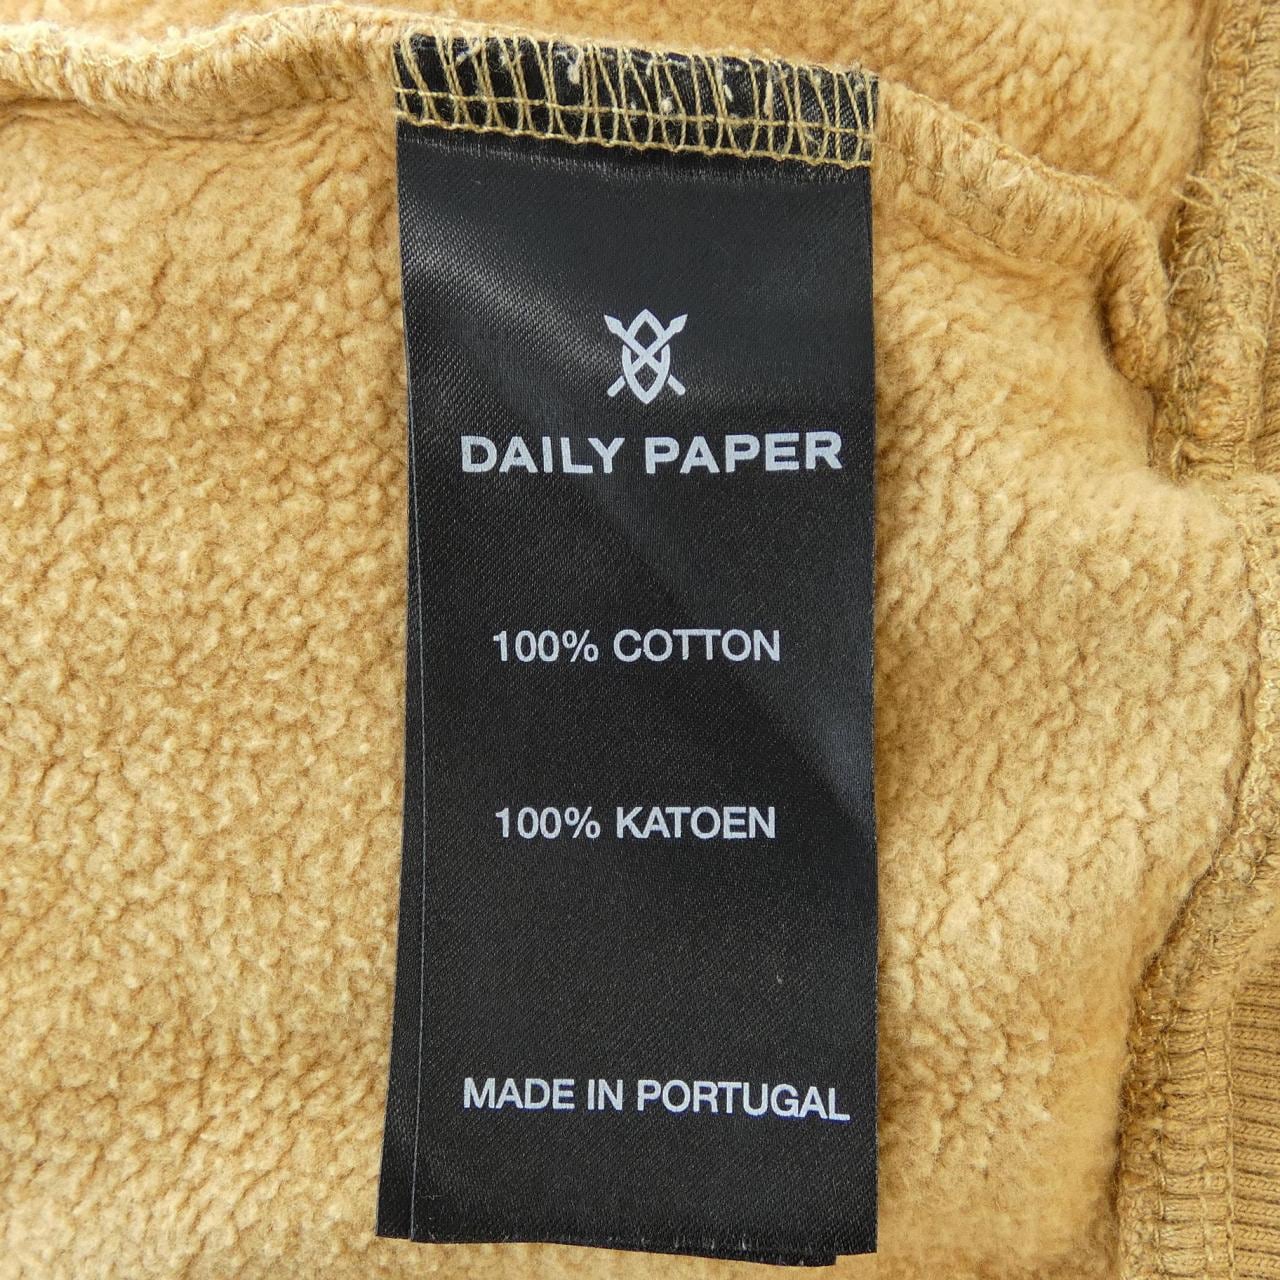 DAILY PAPER
100% COTTON
100% KATOEN
MADE IN PORTUGAL